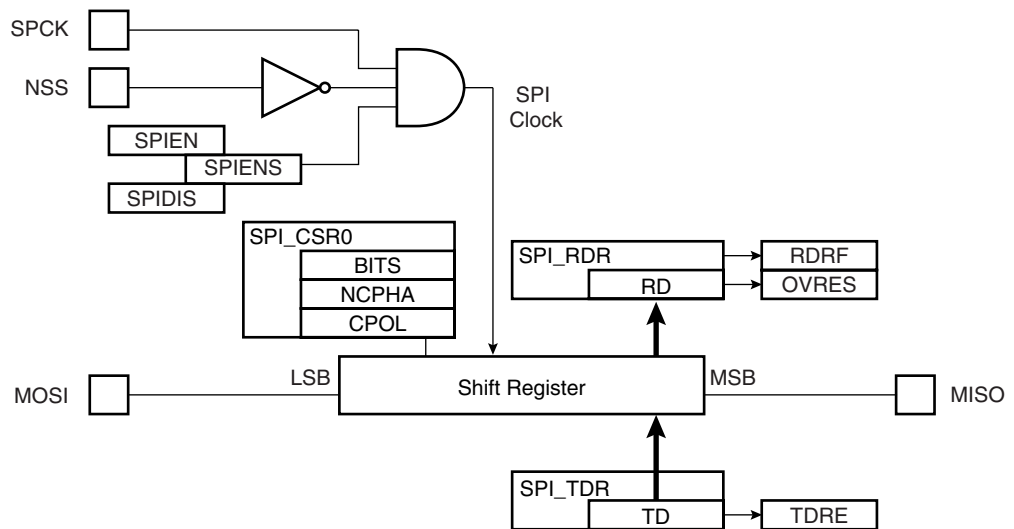 SPCK
NSS
SPI
Clock
SPIEN
SPIENS
SPIDIS
SPI_CSR0
BITS
NCPHA
CPOL
SPI_RDR
RD
RDRF
OVRES
MOSI
LSB
Shift Register
MSB
MISO
SPI_TDR
TD
TDRE